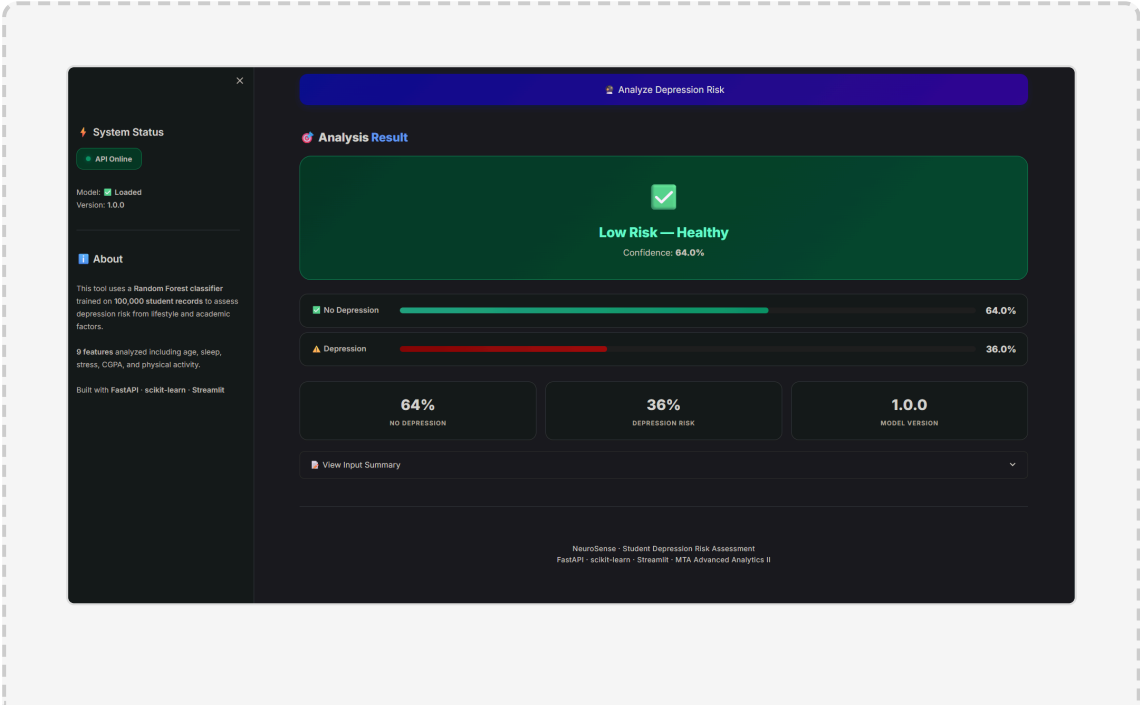 System Status
API Online
Model: ✅ Loaded
Version: 1.0.0
ℹ️ About
This tool uses a Random Forest classifier
trained on 100,000 student records to assess
depression risk from lifestyle and academic
factors.
9 features analyzed including age, sleep,
stress, CGPA, and physical activity.
Built with FastAPI · scikit-learn · Streamlit
Analyze Depression Risk
Analysis Result
Low Risk — Healthy
Confidence: 64.0%
No Depression 64.0%
Depression 36.0%
64%
NO DEPRESSION
36%
DEPRESSION RISK
1.0.0
MODEL VERSION
View Input Summary
NeuroSense · Student Depression Risk Assessment
FastAPI · scikit-learn · Streamlit · MTA Advanced Analytics II